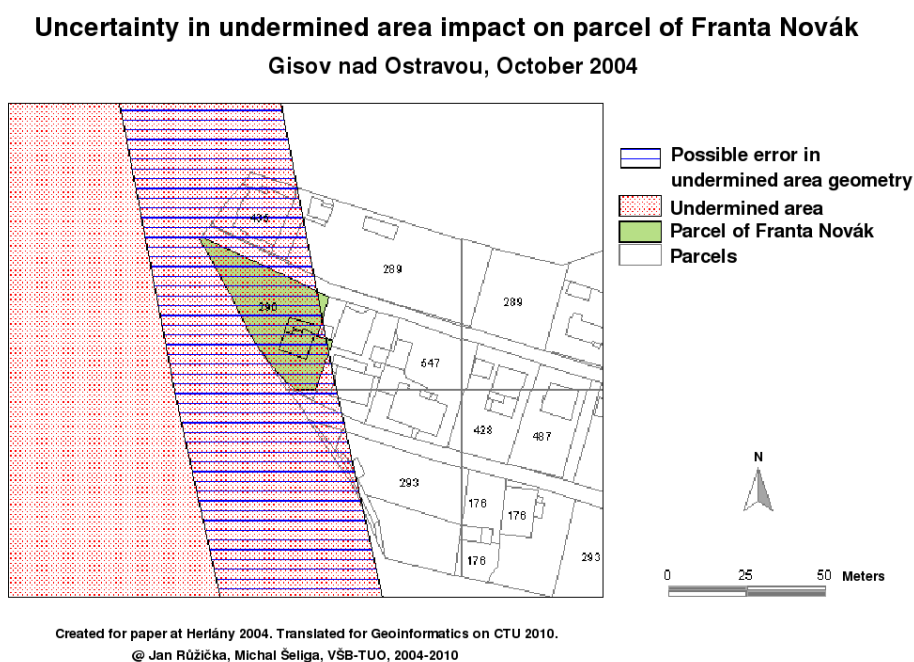 Uncertainty in undermined area impact on parcel of Franta Novák
Gisov nad Ostravou, October 2004
Possible error in
undermined area geometry
Undermined area
Parcel of Franta Novák
Parcels
289
289
547
428
487
293
176
176
176
293
N
0 25 50 Meters
Created for paper at Herlány 2004. Translated for Geoinformatics on CTU 2010.
@ Jan Růžička, Michal Šeliga, VŠB-TUO, 2004-2010